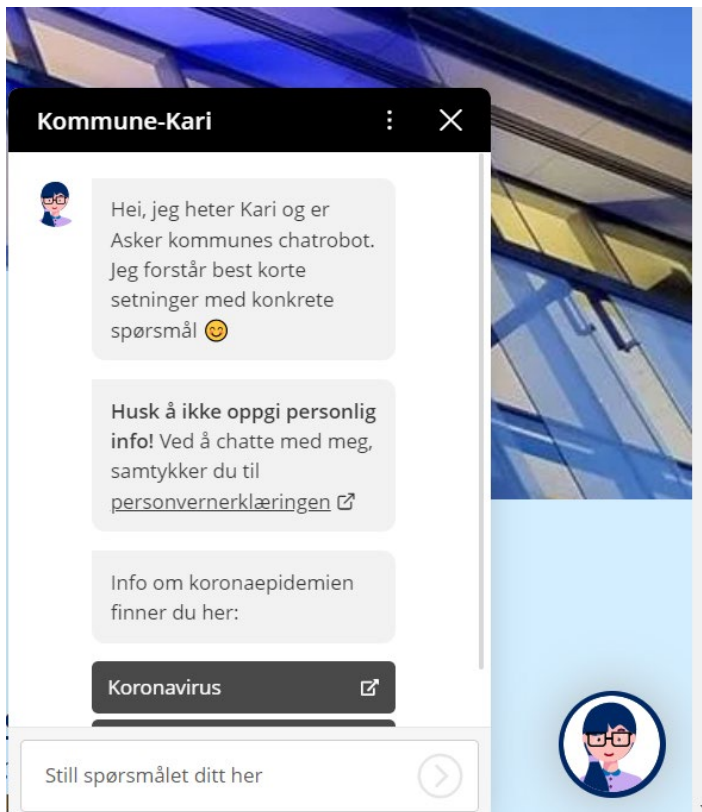 Kommune-Kari
Hei, jeg heter Kari og er
Asker kommunes chatrobot.
Jeg forstår best korte
setninger med konkrete
spørsmål 😊
Husk å ikke oppgi personlig
info! Ved å chatte med meg,
samtykker du til
personvernerklæringen
Info om koronaepidemien
finner du her:
Koronavirus
Still spørsmålet ditt her